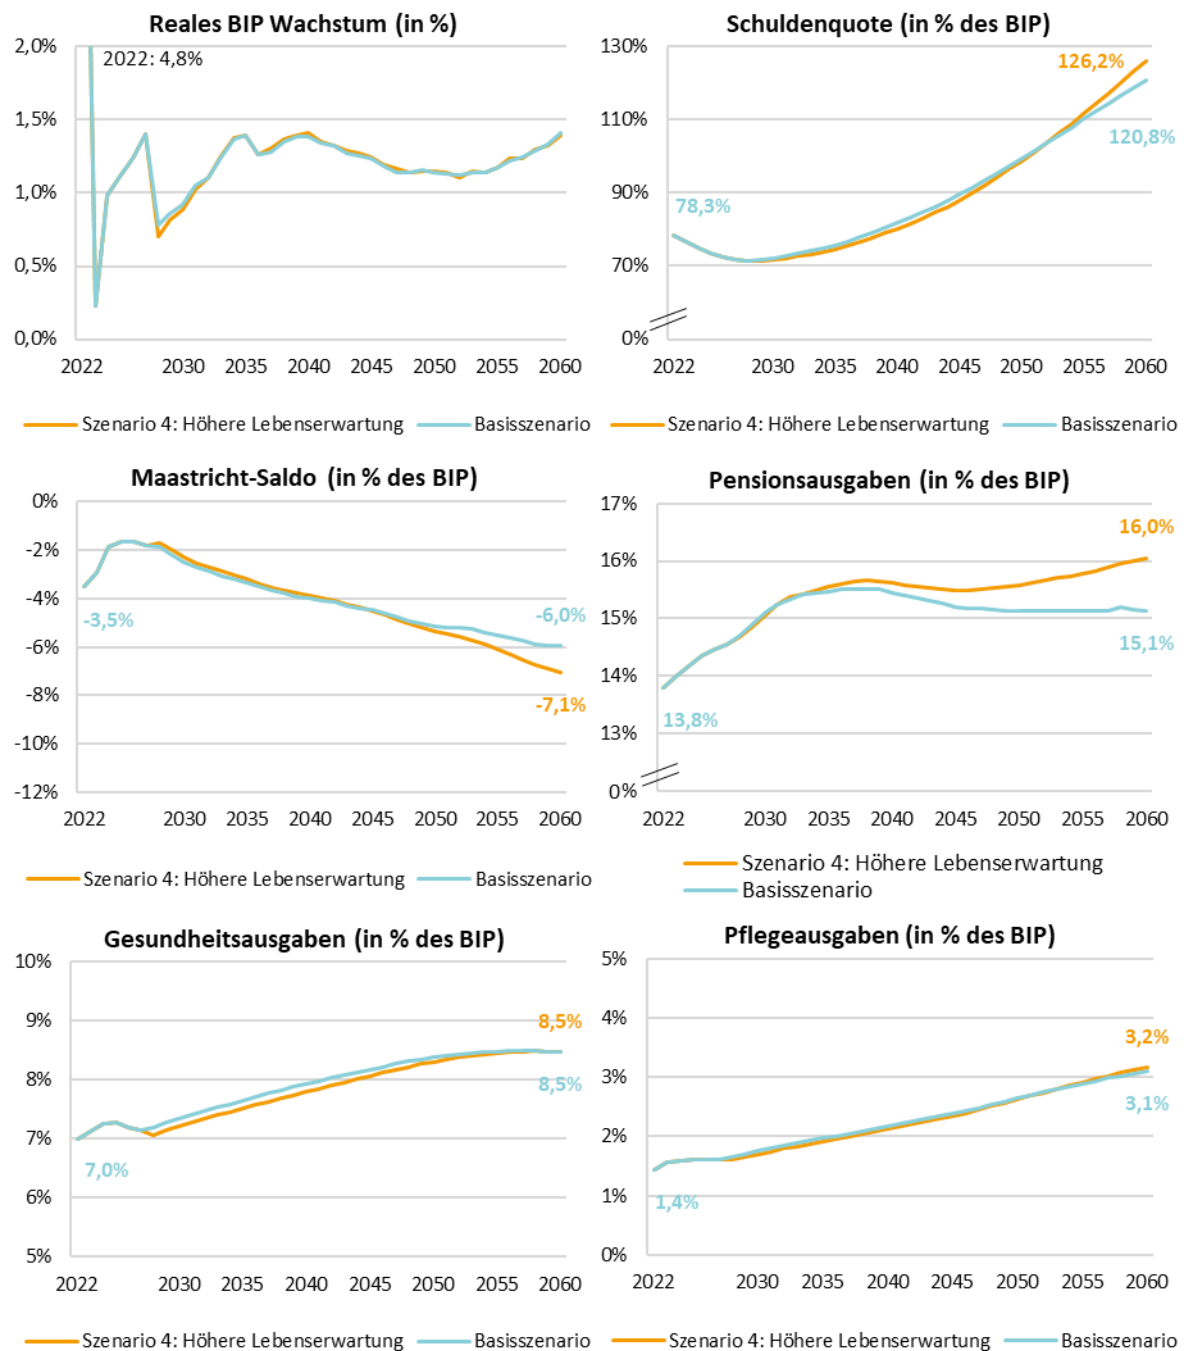 Reales BIP Wachstum (in %)
2,0%
2022: 4,8%
1,5%
1,0%
0,5%
0,0%
2022 2030 2035 2040 2045 2050 2055 2060
Szenario 4: Höhere Lebenserwartung Basisszenario
Schuldenquote (in % des BIP)
130%
126,2%
110%
120,8%
90%
78,3%
70%
0%
2022 2030 2035 2040 2045 2050 2055 2060
Szenario 4: Höhere Lebenserwartung Basisszenario
Maastricht-Saldo (in % des BIP)
0%
-2%
-4%
-3,5%
-6,0%
-6%
-8%
-7,1%
-10%
-12%
2022 2030 2035 2040 2045 2050 2055 2060
Szenario 4: Höhere Lebenserwartung Basisszenario
Pensionsausgaben (in % des BIP)
17%
16,0%
16%
15%
15,1%
14%
13,8%
13%
0%
2022 2030 2035 2040 2045 2050 2055 2060
Szenario 4: Höhere Lebenserwartung
Basisszenario
Gesundheitsausgaben (in % des BIP)
10%
9%
8,5%
8%
8,5%
7%
7,0%
6%
5%
2022 2030 2035 2040 2045 2050 2055 2060
Szenario 4: Höhere Lebenserwartung Basisszenario
Pflegeausgaben (in % des BIP)
5%
4%
3,2%
3%
3,1%
2%
1,4%
1%
0%
2022 2030 2035 2040 2045 2050 2055 2060
Szenario 4: Höhere Lebenserwartung Basisszenario